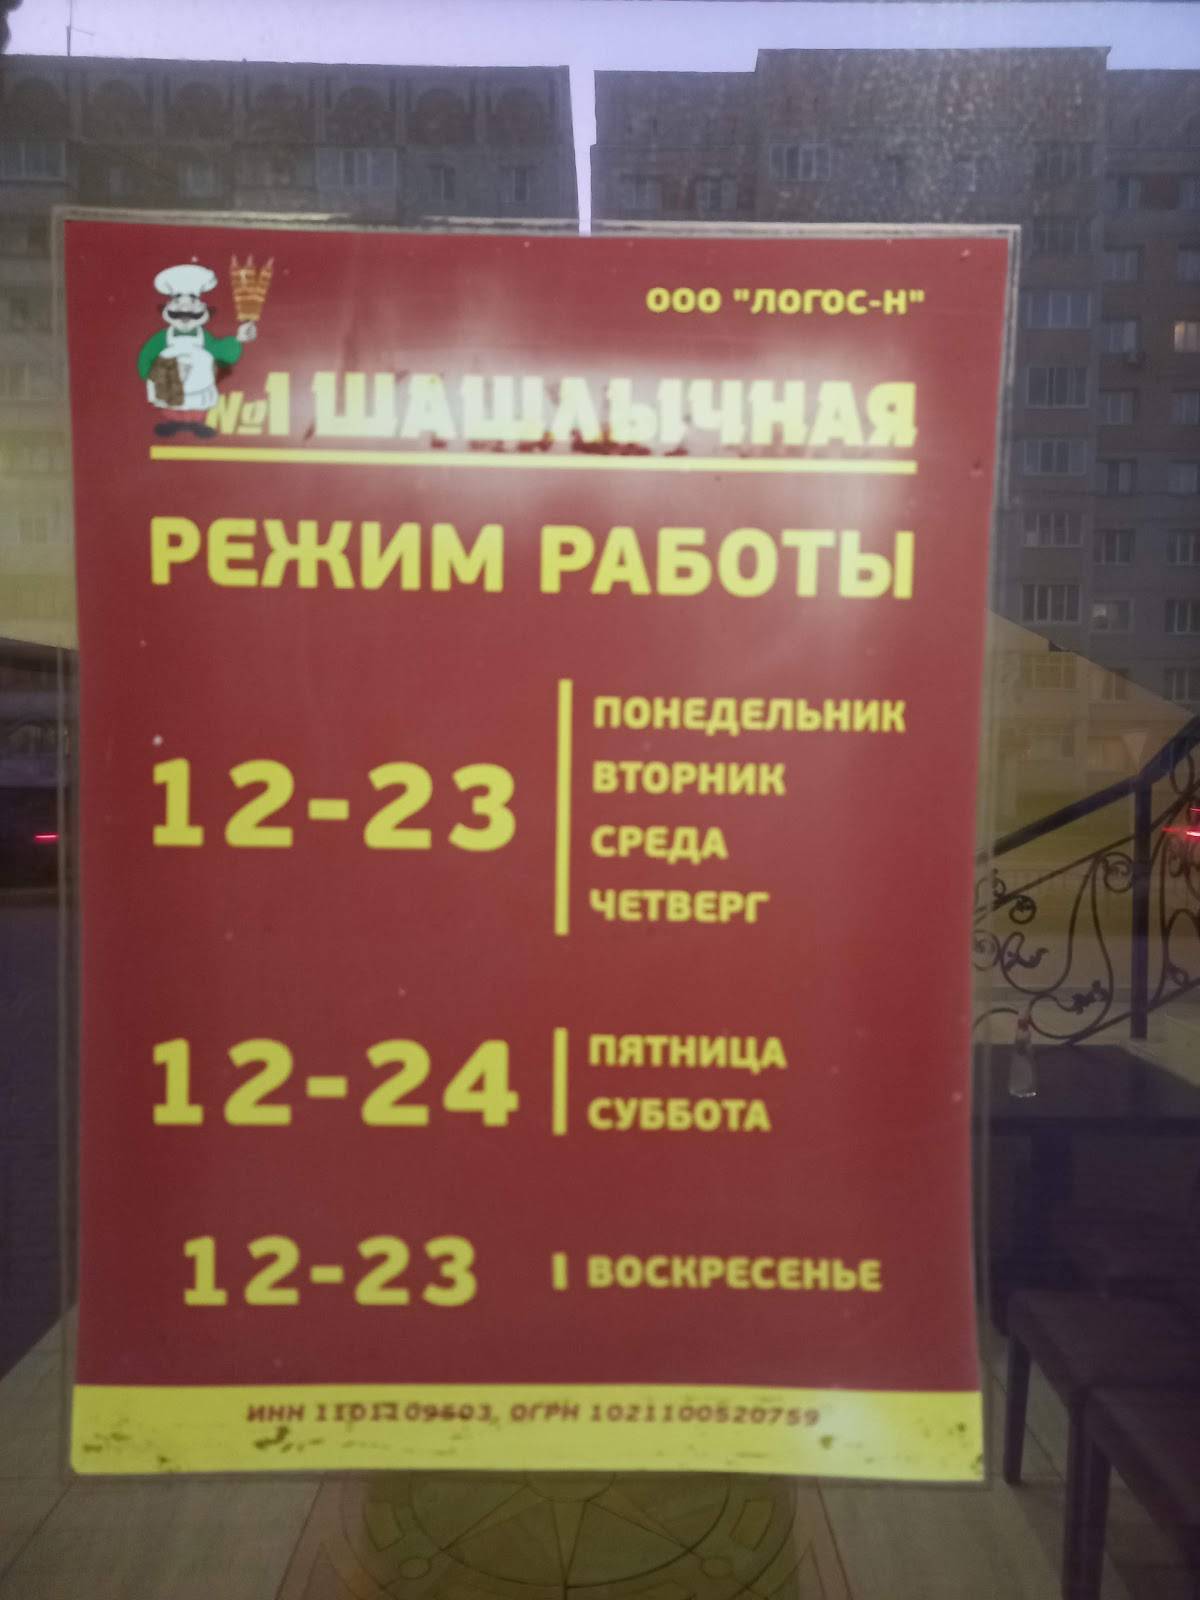 ООО "ЛОГОС-Н"
№1 ШАШЛЫЧНАЯ
РЕЖИМ РАБОТЫ
12-23
ПОНЕДЕЛЬНИК
ВТОРНИК
СРЕДА
ЧЕТВЕРГ
12-24
ПЯТНИЦА
СУББОТА
12-23
ВОСКРЕСЕНЬЕ
ИНН ОГРН 1021100520759